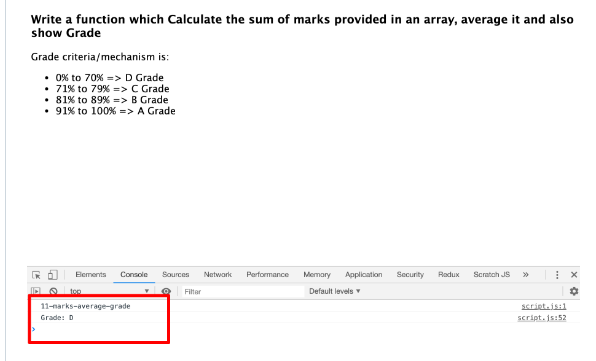 Write a function which Calculate the sum of marks provided in an array, average it and also
show Grade
Grade criteria/mechanism is:
• 0% to 70% => D Grade
• 71% to 79% => C Grade
• 81% to 89% => B Grade
• 91% to 100% => A Grade
Elements Console Sources Network Performance Memory Application Security Redux Scratch JS »
top Filter Default levels ▼
11-marks-average-grade script.js:1
Grade: D script.js:52
›